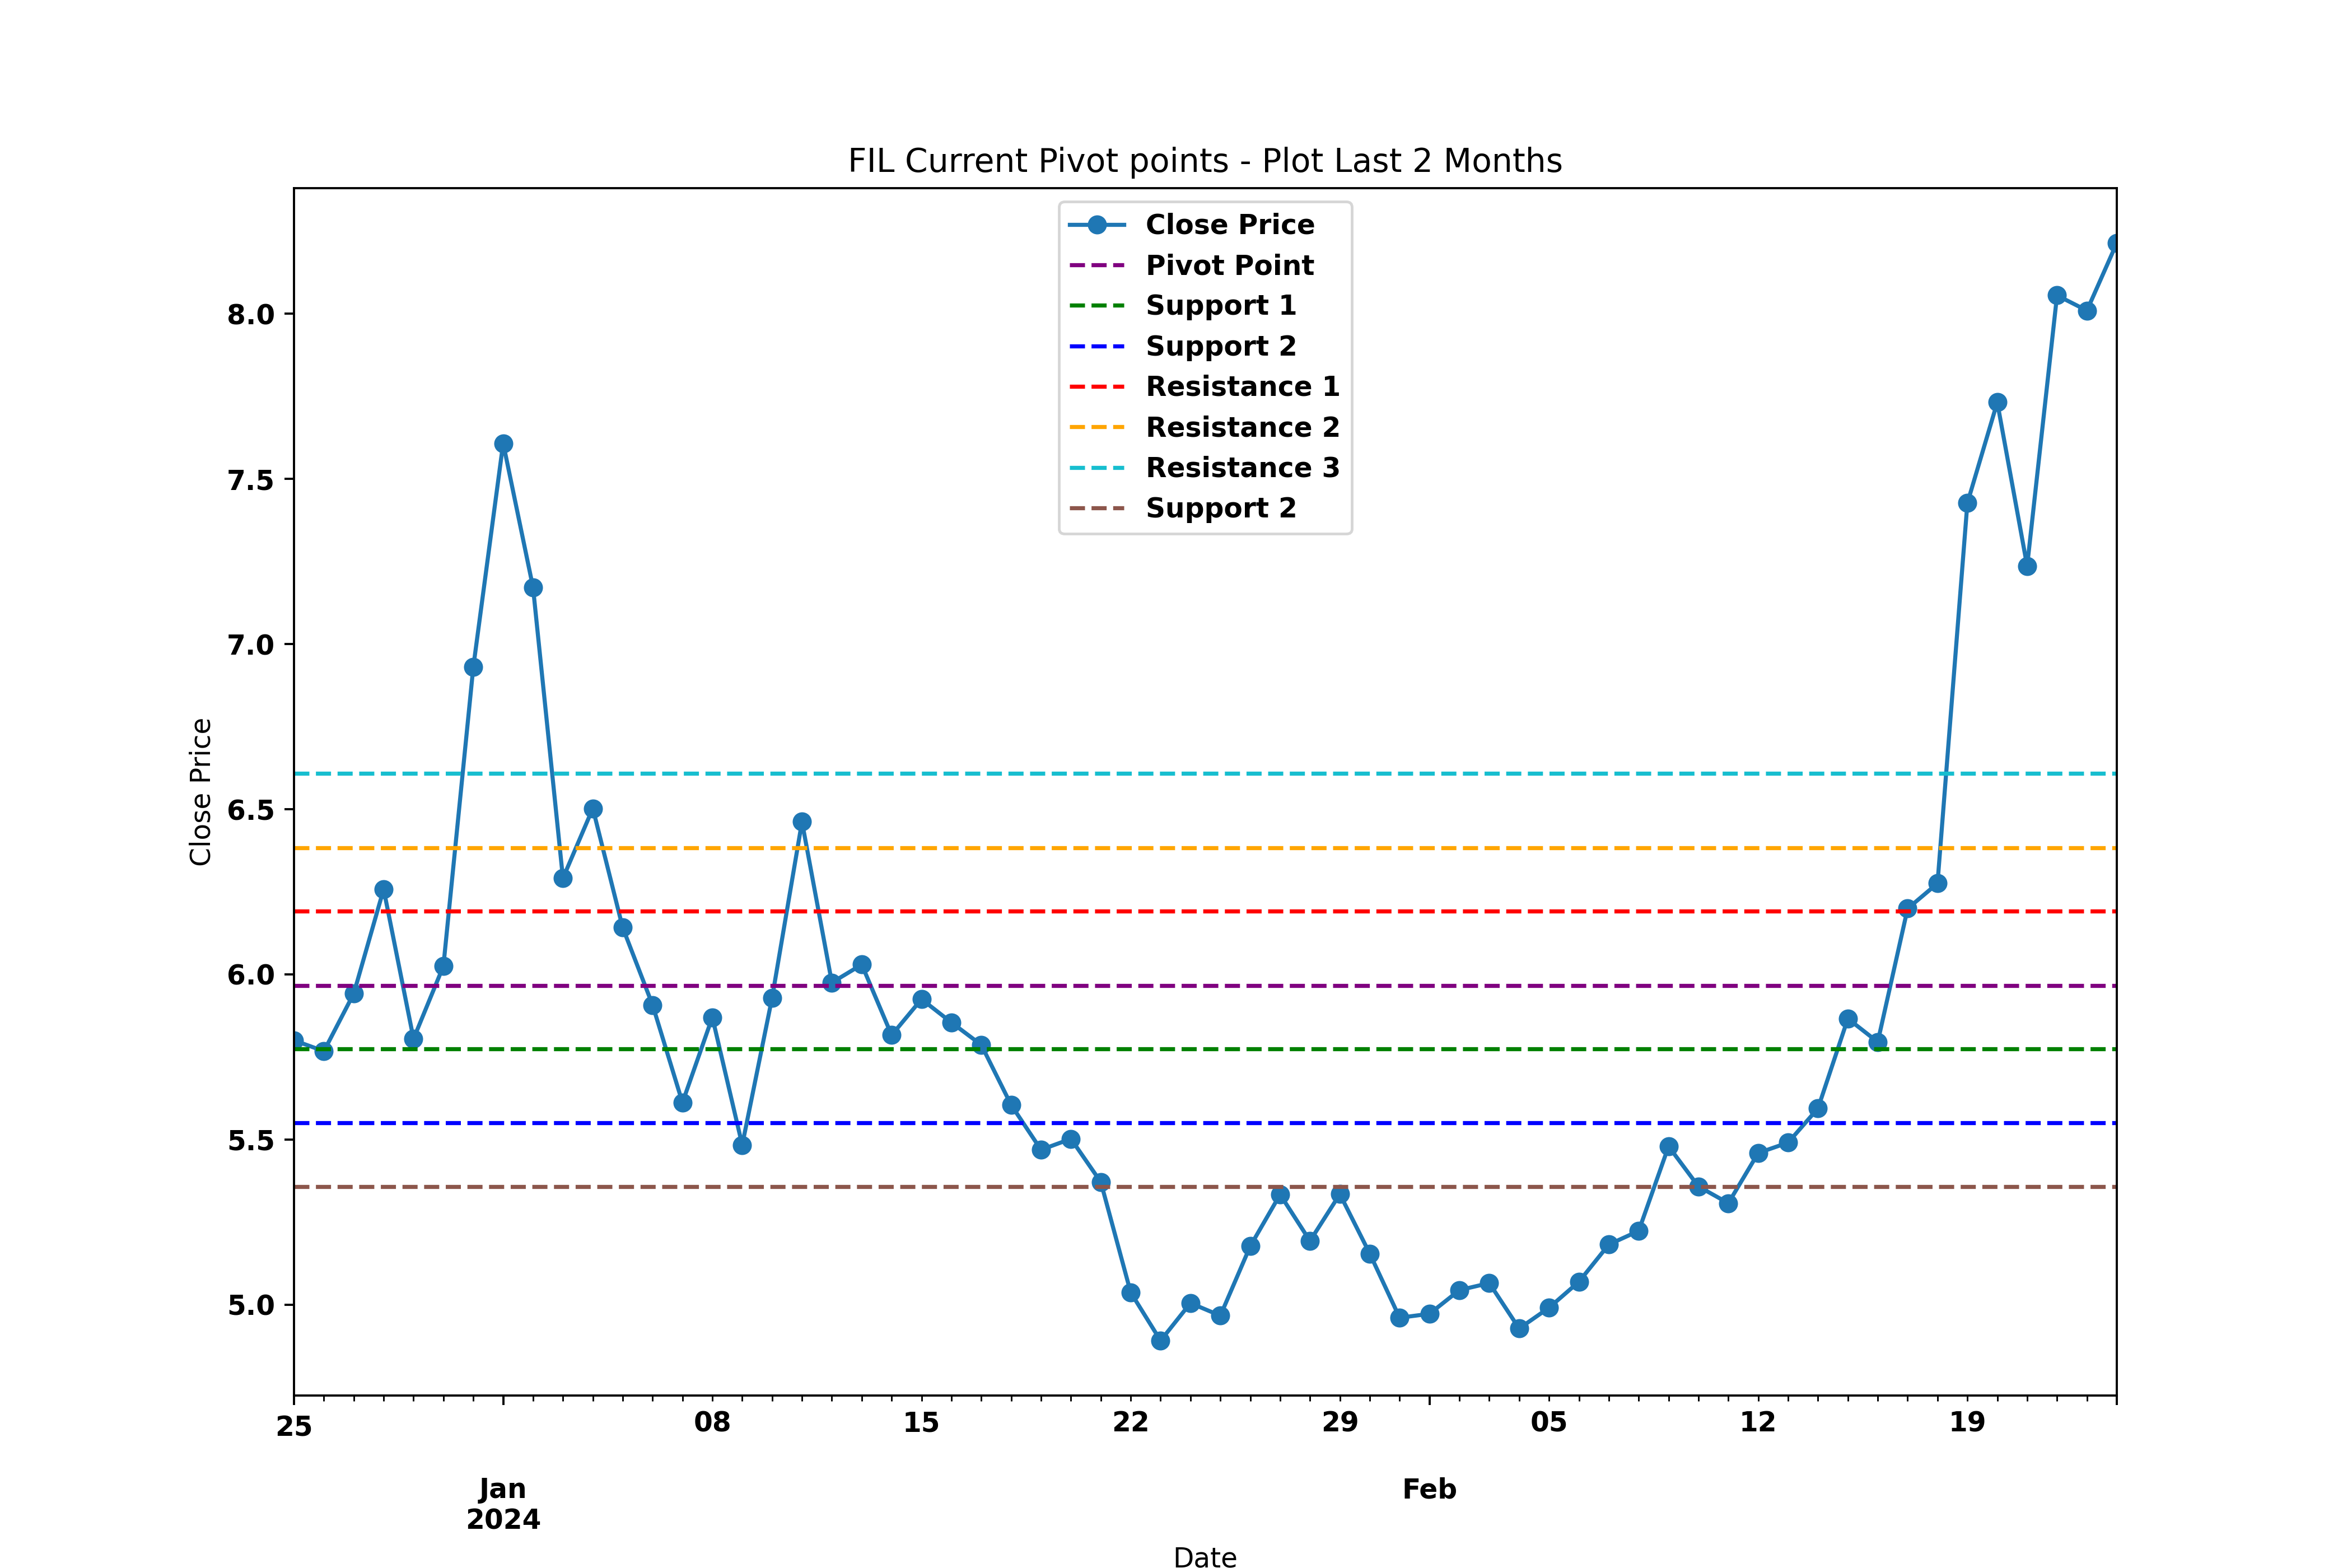 FIL Current Pivot points - Plot Last 2 Months
Close Price
Pivot Point
Support 1
Support 2
Resistance 1
Resistance 2
Resistance 3
Support 2
8.0
7.5
7.0
6.5
6.0
5.5
5.0
Close Price
25 08 15 22 29 05 12 19
Jan Feb
2024
Date